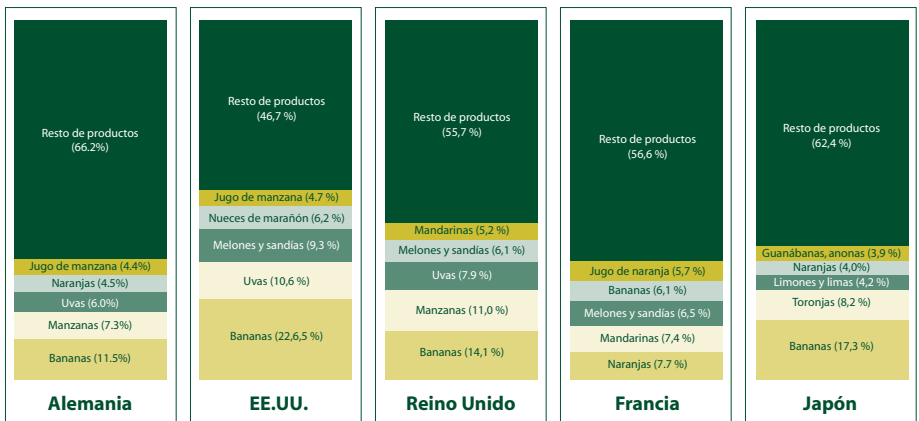 Resto de productos
(66.2%)
Jugo de manzana (4.4%)
Naranjas (4.5%)
Uvas (6.0%)
Manzanas (7.3%)
Bananas (11.5%)
Alemania
Resto de productos
(46,7 %)
Jugo de manzana (4.7 %)
Nueces de marañón (6,2 %)
Melones y sandías (9,3 %)
Uvas (10,6 %)
Bananas (22,6,5 %)
EE.UU.
Resto de productos
(55,7 %)
Mandarinas (5,2 %)
Melones y sandías (6,1 %)
Uvas (7.9 %)
Manzanas (11,0 %)
Bananas (14,1 %)
Reino Unido
Resto de productos
(56,6 %)
Jugo de naranja (5,7 %)
Bananas (6,1 %)
Melones y sandías (6,5 %)
Mandarinas (7,4 %)
Naranjas (7.7 %)
Francia
Resto de productos
(62,4 %)
Guanábanas, anonas (3,9 %)
Naranjas (4,0%)
Limones y limas (4,2 %)
Toronjas (8,2 %)
Bananas (17,3 %)
Japón